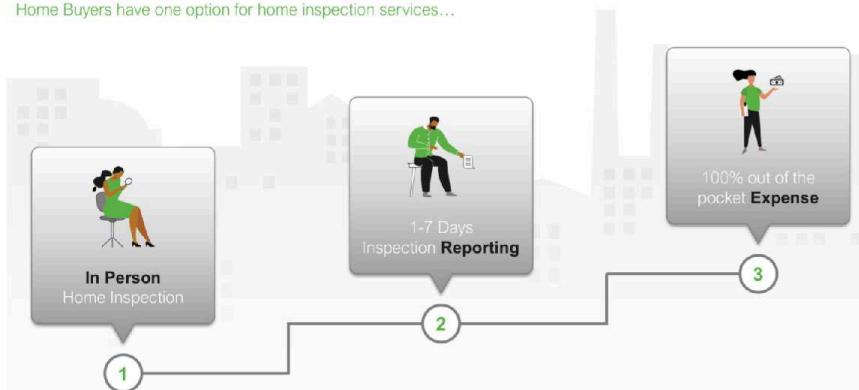 Home Buyers have one option for home inspection services…
In Person
Home Inspection
1
1-7 Days
Inspection Reporting
2
100% out of the
pocket Expense
3